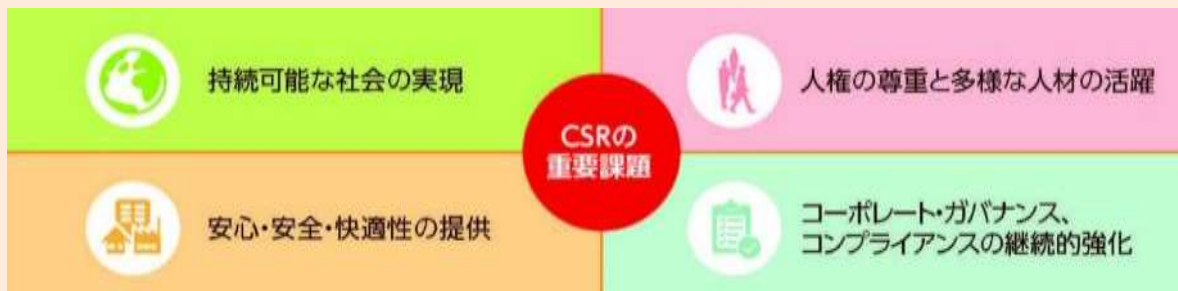 持続可能な社会の実現
人権の尊重と多様な人材の活躍
CSRの
重要課題
安心・安全・快適性の提供
コーポレート・ガバナンス、
コンプライアンスの継続的強化